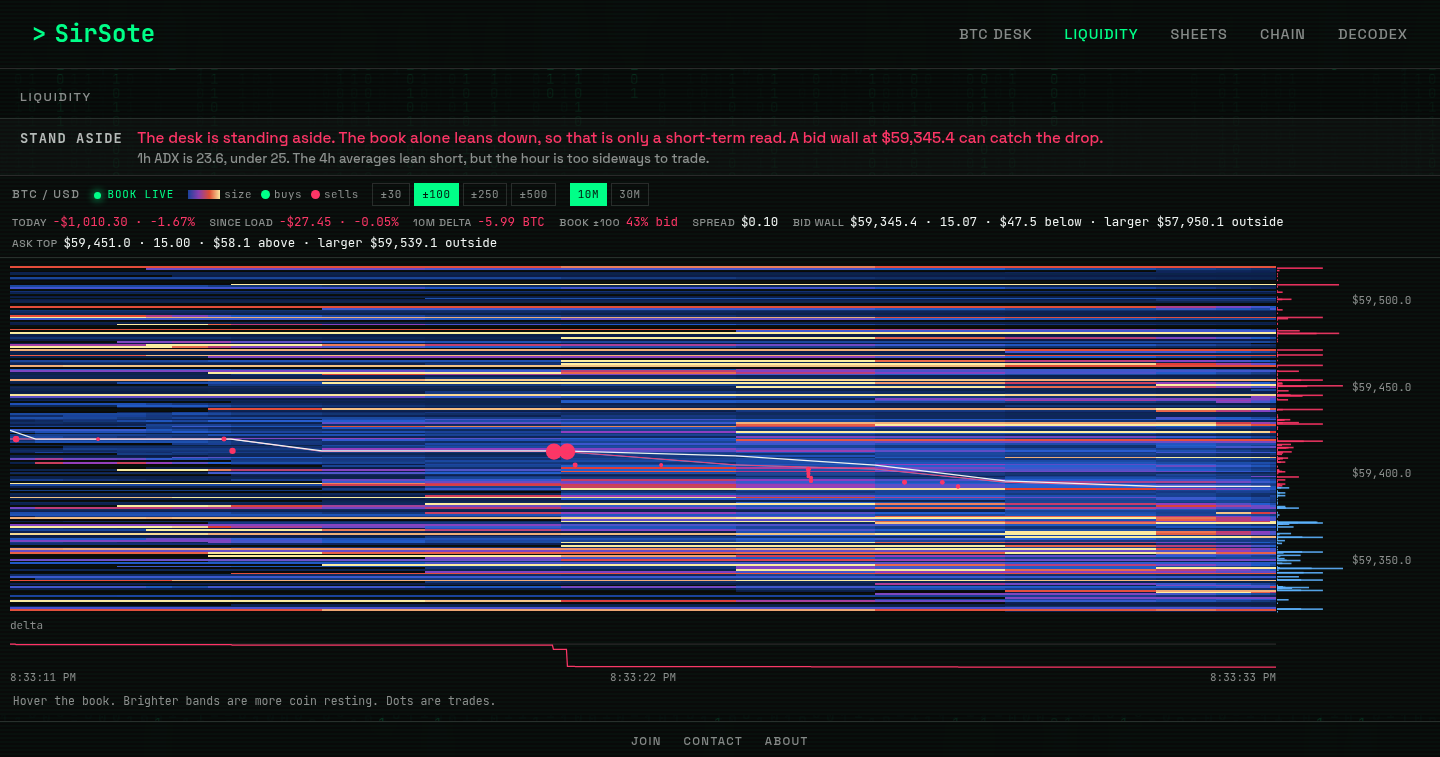 > SirSote
BTC DESK LIQUIDITY SHEETS CHAIN DECODEX
LIQUIDITY
STAND ASIDE The desk is standing aside. The book alone leans down, so that is only a short-term read. A bid wall at $59,345.4 can catch the drop.
1h ADX is 23.6, under 25. The 4h averages lean short, but the hour is too sideways to trade.
BTC / USD BOOK LIVE size buys sells ±30 ±100 ±250 ±500 10M 30M
TODAY -$1,010.30 · -1.67% SINCE LOAD -$27.45 · -0.05% 10M DELTA -5.99 BTC BOOK ±100 43% bid SPREAD $0.10 BID WALL $59,345.4 · 15.07 · $47.5 below · larger $57,950.1 outside
ASK TOP $59,451.0 · 15.00 · $58.1 above · larger $59,539.1 outside
$59,500.0
$59,450.0
$59,400.0
$59,350.0
delta
8:33:11 PM 8:33:22 PM 8:33:33 PM
Hover the book. Brighter bands are more coin resting. Dots are trades.
JOIN CONTACT ABOUT